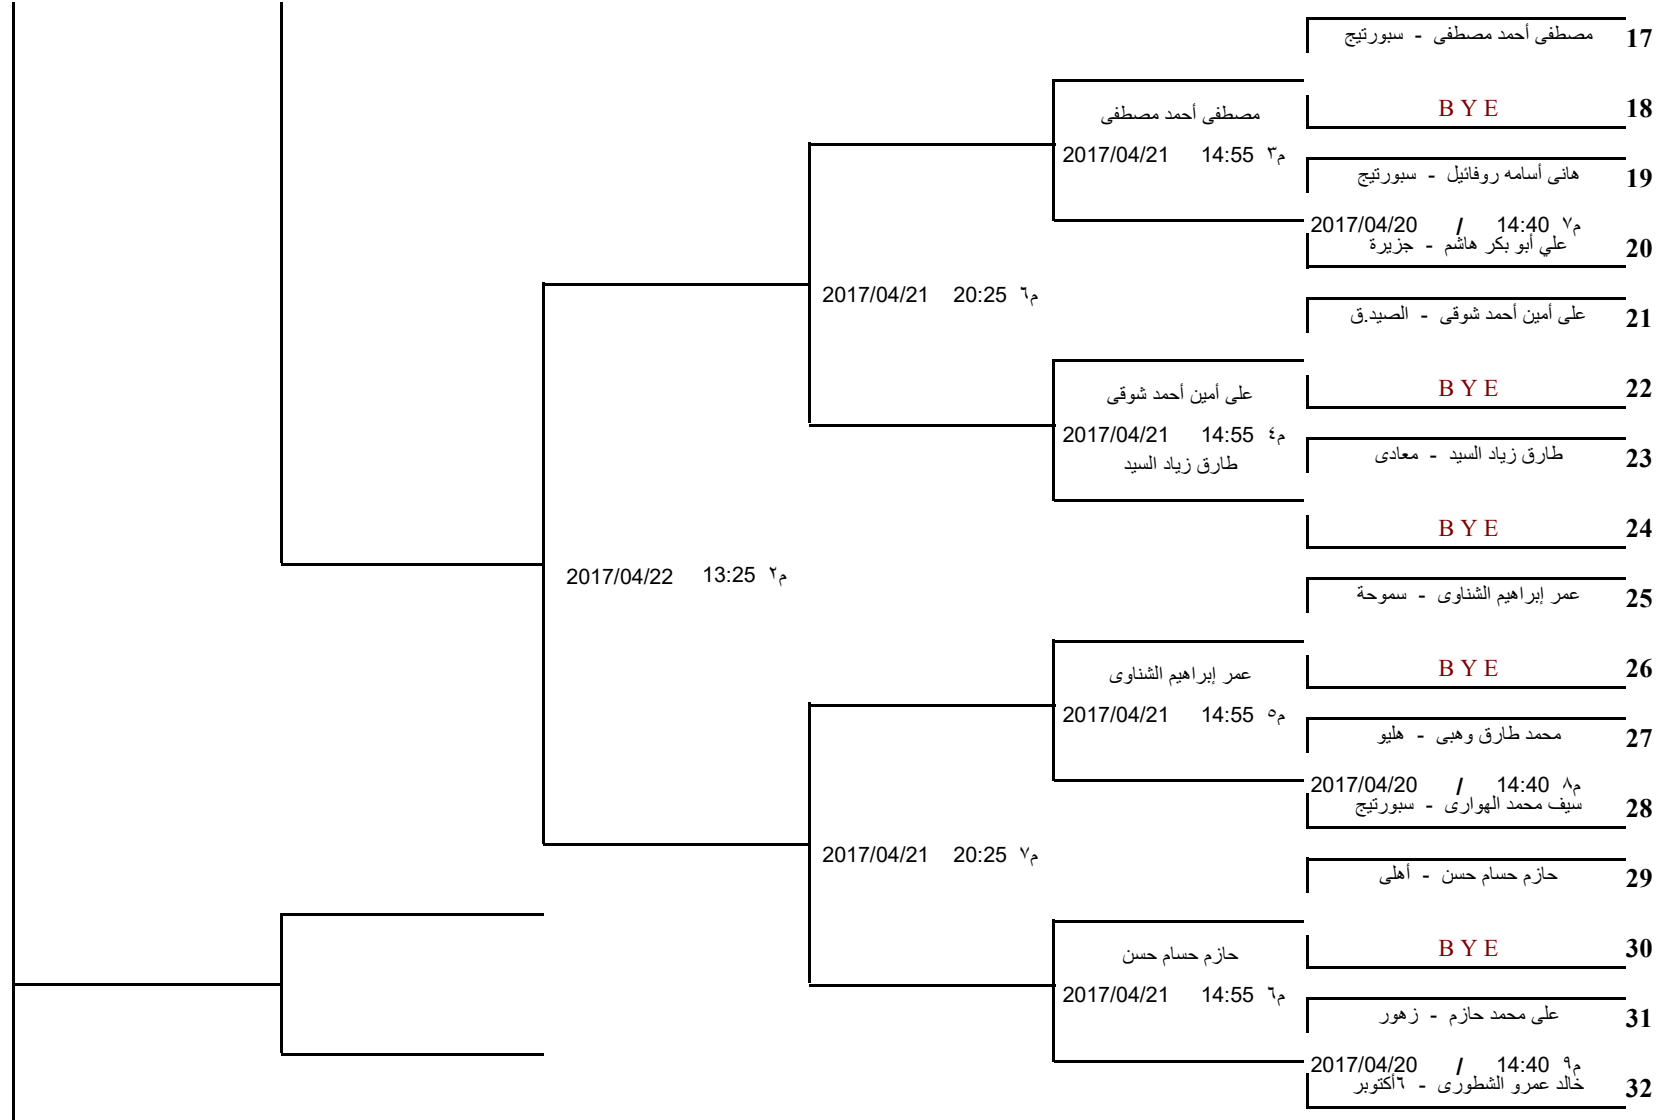 17 مصطفى أحمد مصطفى - سبورتيج
18 B Y E
مصطفى أحمد مصطفى
م٣ 14:55 2017/04/21
19 هانى أسامه روفائيل - سبورتيج
م٧ 14:40 / 2017/04/20
20 علي أبو بكر هاشم - جزيرة
م٦ 20:25 2017/04/21
21 على أمين أحمد شوقى - الصيد.ق
22 B Y E
على أمين أحمد شوقى
م٤ 14:55 2017/04/21
طارق زياد السيد
23 طارق زياد السيد - معادى
24 B Y E
م٢ 13:25 2017/04/22
25 عمر إبراهيم الشناوى - سموحة
26 B Y E
عمر إبراهيم الشناوى
م٥ 14:55 2017/04/21
27 محمد طارق وهبى - هليو
م٨ 14:40 / 2017/04/20
28 سيف محمد الهوارى - سبورتيج
م٧ 20:25 2017/04/21
29 حازم حسام حسن - أهلى
30 B Y E
حازم حسام حسن
م٦ 14:55 2017/04/21
31 على محمد حازم - زهور
م٩ 14:40 / 2017/04/20
32 خالد عمرو الشطورى - ٦أكتوبر